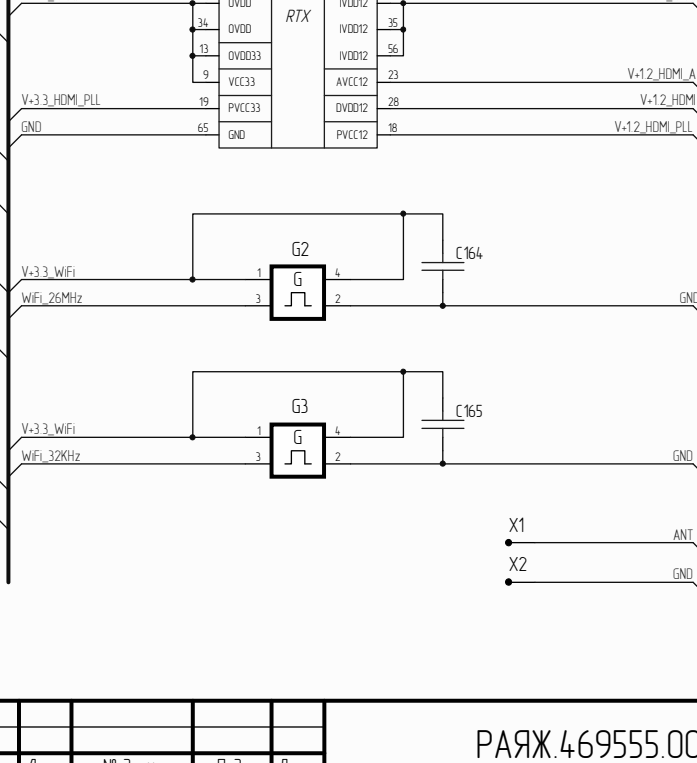 OVDD RTX IVDD12
34 OVDD IVDD12 35
13 OVDD33 IVDD12 56
9 VCC33 AVCC12 23 V+1.2_HDMI_A
V+3.3_HDMI_PLL 19 PVCC33 DVDD12 28 V+1.2_HDMI
GND 65 GND PVCC12 18 V+1.2_HDMI_PLL
G2
C164
V+3.3_WiFi 1 G 4
WiFi_26MHz 3 2 GND
G3
C165
V+3.3_WiFi 1 G 4
WiFi_32KHz 3 2 GND
X1 ANT
X2 GND
РАЯЖ.469555.00